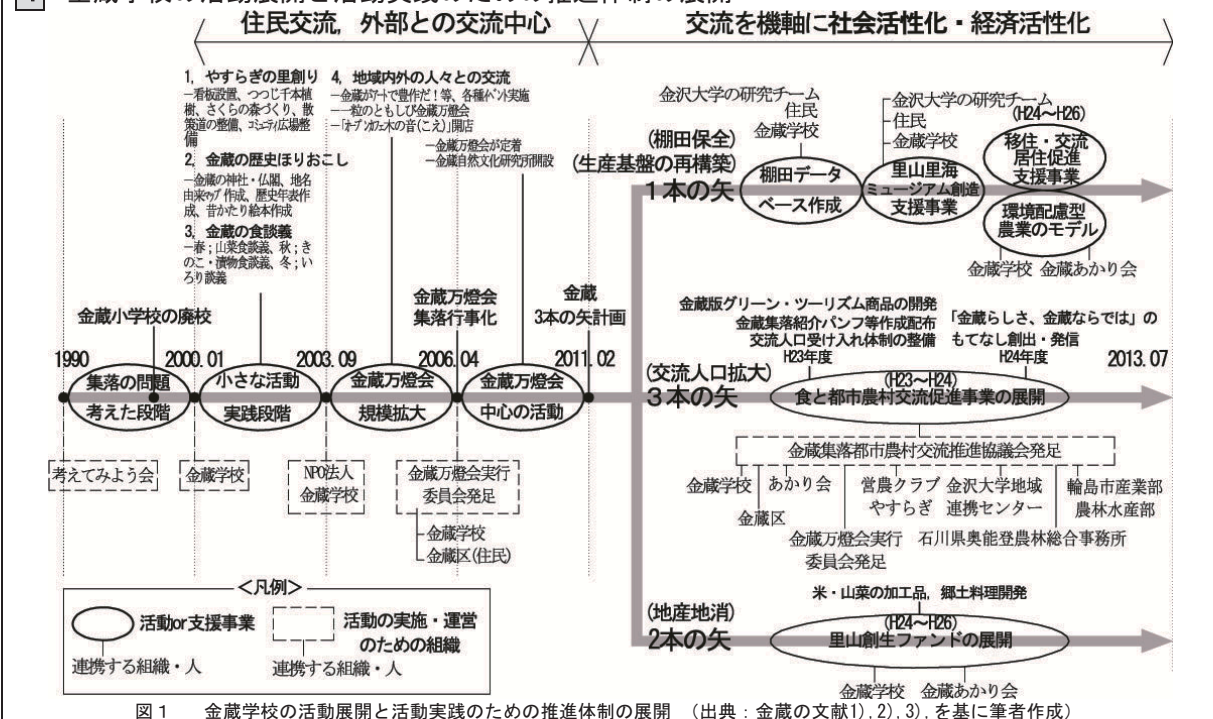 4 金蔵学校の活動展開と活動実践のための推進体制の展開
住民交流，外部との交流中心
交流を機軸に社会活性化・経済活性化
1, やすらぎの里創り
―看板設置、つつじ千本植
樹、さくらの森づくり、散
策道の整備、コミュニティ広場整
備
2, 金蔵の歴史ほりおこし
―金蔵の神社・仏閣、地名
由来マップ作成、歴史年表作
成、昔かたり絵本作成
3, 金蔵の食談義
―春；山菜食談義、秋；き
のこ・漬物食談義、冬；い
ろり談義
4, 地域内外の人々との交流
―金蔵がアートで豊作だ！等、各種イベント実施
―一粒のともしび金蔵万燈会
―「オープンカフェ木の音(こえ)」開店
―金蔵万燈会が定着
―金蔵自然文化研究所開設
金蔵小学校の廃校
金蔵万燈会
集落行事化
金蔵
3本の矢計画
1990
2000.01
2003.09
2006.04
2011.02
2013.07
集落の問題
考えた段階
小さな活動
実践段階
金蔵万燈会
規模拡大
金蔵万燈会
中心の活動
考えてみよう会
金蔵学校
NPO法人
金蔵学校
金蔵万燈会実行
委員会発足
金蔵学校
金蔵区(住民)
(棚田保全)
(生産基盤の再構築)
1本の矢
金沢大学の研究チーム
住民
金蔵学校
棚田データ
ベース作成
金沢大学の研究チーム
住民
金蔵学校
里山里海
ミュージアム創造
支援事業
(H24～H26)
移住・交流
居住促進
支援事業
環境配慮型
農業のモデル
金蔵学校 金蔵あかり会
金蔵版グリーン・ツーリズム商品の開発
金蔵集落紹介パンフ等作成配布
交流人口受け入れ体制の整備
H23年度
「金蔵らしさ、金蔵ならでは」の
もてなし創出・発信
H24年度
(交流人口拡大)
3本の矢
(H23～H24)
食と都市農村交流促進事業の展開
金蔵集落都市農村交流推進協議会発足
金蔵学校
金蔵区
あかり会
金蔵万燈会実行
委員会発足
営農クラブ
やすらぎ
金沢大学地域
連携センター
石川県奥能登農林総合事務所
輪島市産業部
農林水産部
米・山菜の加工品，郷土料理開発
(地産地消)
2本の矢
(H24～H26)
里山創生ファンドの展開
金蔵学校 金蔵あかり会
＜凡例＞
活動or支援事業
連携する組織・人
活動の実施・運営
のための組織
連携する組織・人
図1 金蔵学校の活動展開と活動実践のための推進体制の展開 （出典：金蔵の文献1), 2), 3), を基に筆者作成）